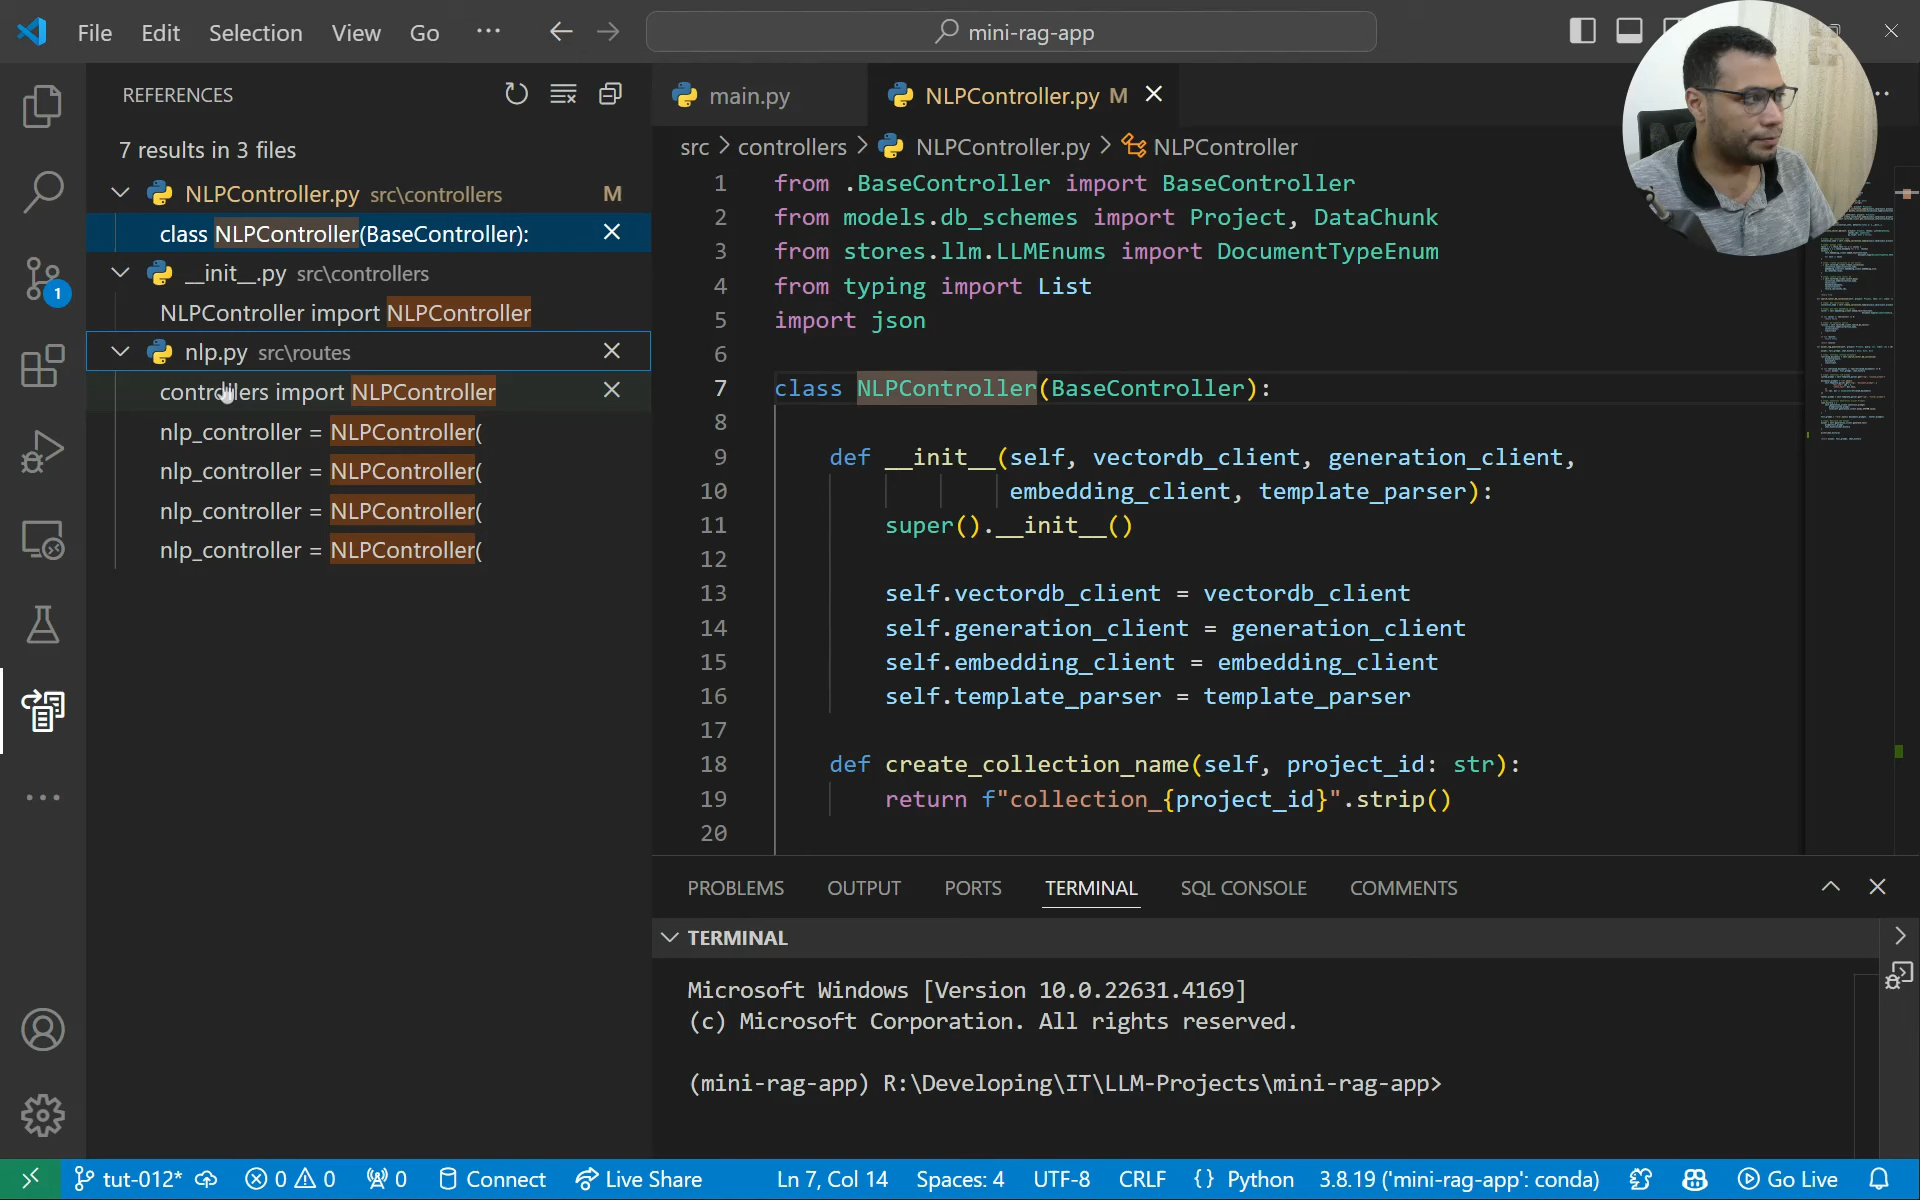 File Edit Selection View Go ··· mini-rag-app
REFERENCES
7 results in 3 files
NLPController.py src\controllers M
class NLPController(BaseController):
__init__.py src\controllers
NLPController import NLPController
nlp.py src\routes
controllers import NLPController
nlp_controller = NLPController(
nlp_controller = NLPController(
nlp_controller = NLPController(
nlp_controller = NLPController(
1
main.py NLPController.py M
src > controllers > NLPController.py > NLPController
1 from .BaseController import BaseController
2 from models.db_schemes import Project, DataChunk
3 from stores.llm.LLMEnums import DocumentTypeEnum
4 from typing import List
5 import json
6
7 class NLPController(BaseController):
8
9 def __init__(self, vectordb_client, generation_client,
10 embedding_client, template_parser):
11 super().__init__()
12
13 self.vectordb_client = vectordb_client
14 self.generation_client = generation_client
15 self.embedding_client = embedding_client
16 self.template_parser = template_parser
17
18 def create_collection_name(self, project_id: str):
19 return f"collection_{project_id}".strip()
20
PROBLEMS OUTPUT PORTS TERMINAL SQL CONSOLE COMMENTS
TERMINAL
Microsoft Windows [Version 10.0.22631.4169]
(c) Microsoft Corporation. All rights reserved.
(mini-rag-app) R:\Developing\IT\LLM-Projects\mini-rag-app>
tut-012* 0 0 0 Connect Live Share Ln 7, Col 14 Spaces: 4 UTF-8 CRLF {} Python 3.8.19 ('mini-rag-app': conda) Go Live